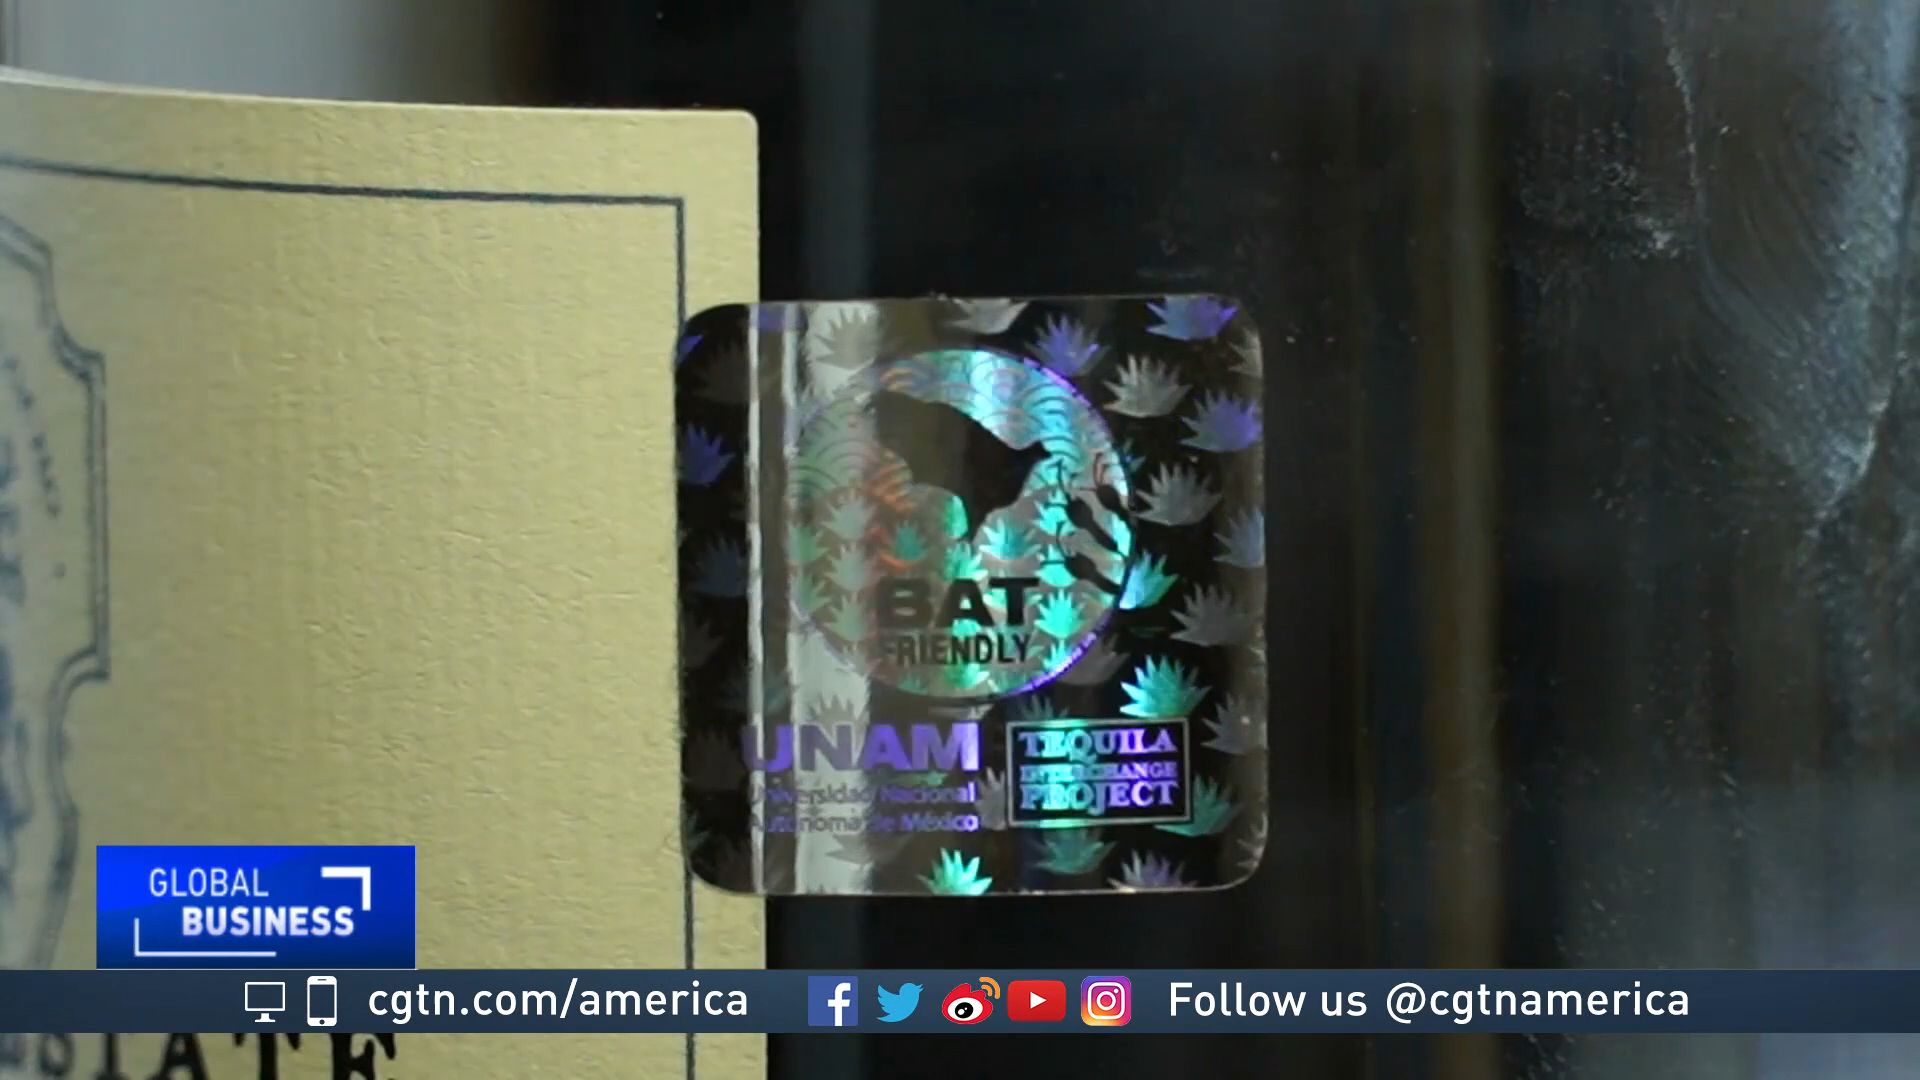 BAT
FRIENDLY
UNAM
Universidad Nacional
Autónoma de México
TEQUILA
INTERCHANGE
PROJECT
GLOBAL
BUSINESS
cgtn.com/america
Follow us @cgtnamerica
ESTATE